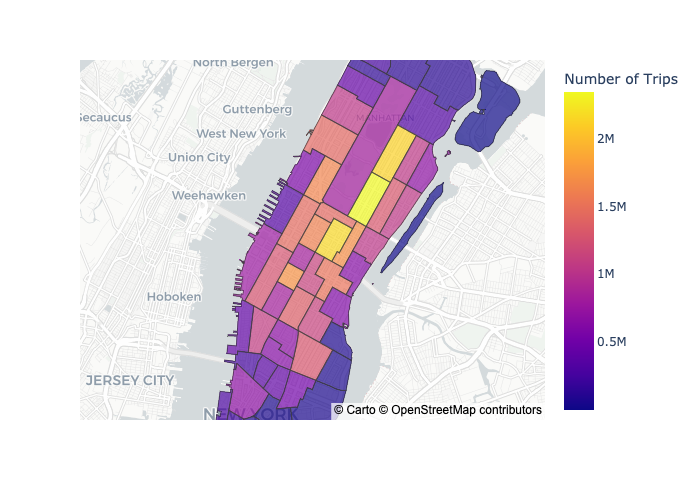 North Bergen
Number of Trips
Secaucus
Guttenberg
MANHATTAN
West New York
2M
Union City
Weehawken
1.5M
1M
Hoboken
0.5M
JERSEY CITY
NEW YORK
© Carto © OpenStreetMap contributors